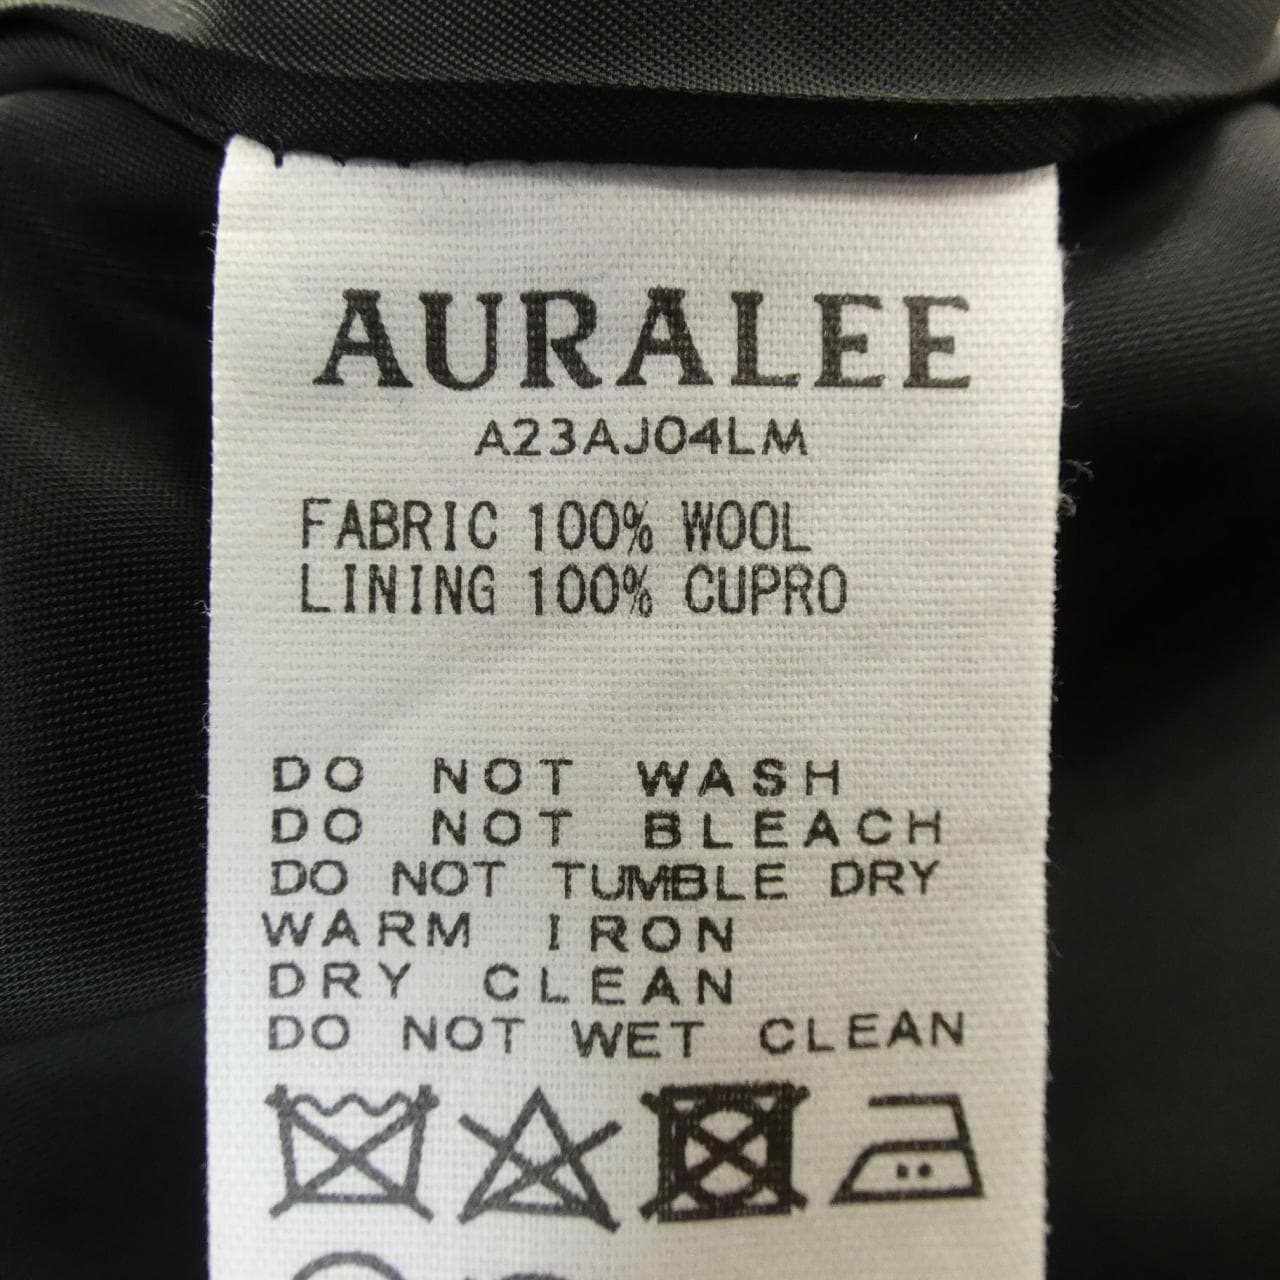 AURALEE
A23AJ04LM
FABRIC 100% WOOL
LINING 100% CUPRO
DO NOT WASH
DO NOT BLEACH
DO NOT TUMBLE DRY
WARM IRON
DRY CLEAN
DO NOT WET CLEAN